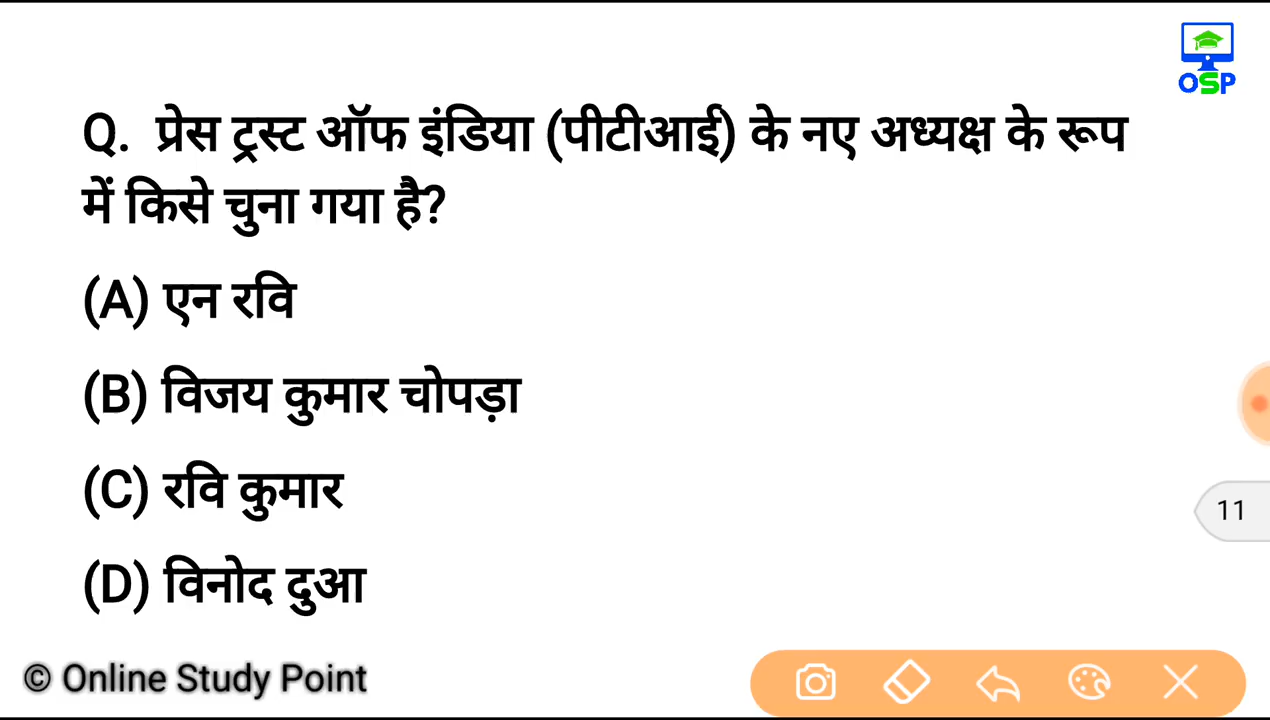 OSP
Q. प्रेस ट्रस्ट ऑफ इंडिया (पीटीआई) के नए अध्यक्ष के रूप
में किसे चुना गया है?
(A) एन रवि
(B) विजय कुमार चोपड़ा
(C) रवि कुमार
11
(D) विनोद दुआ
© Online Study Point